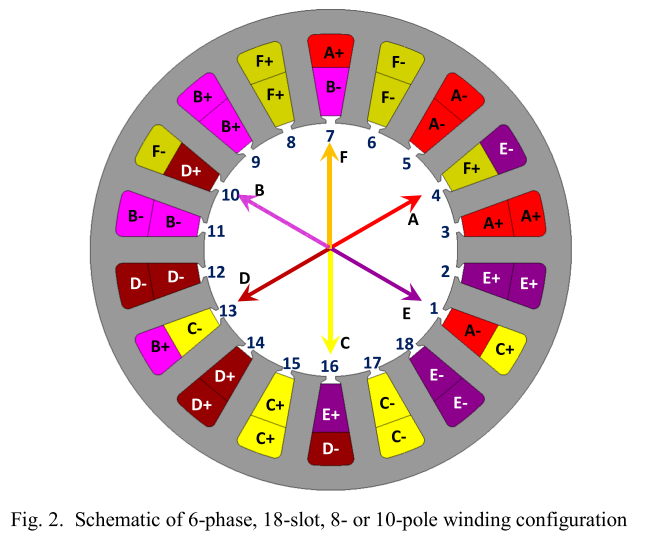 F+
F+
A+
B-
F-
F-
B+
B+
A-
A-
F-
D+
F+
E-
B-
B-
A+
A+
D-
D-
E+
E+
B+
C-
A-
C+
D+
D+
C+
C+
E+
D-
C-
C-
E-
E-
7
8
6
9
5
10
4
11
3
12
2
13
1
14
18
15
16
17
F
B
A
D
E
C
Fig. 2. Schematic of 6-phase, 18-slot, 8- or 10-pole winding configuration